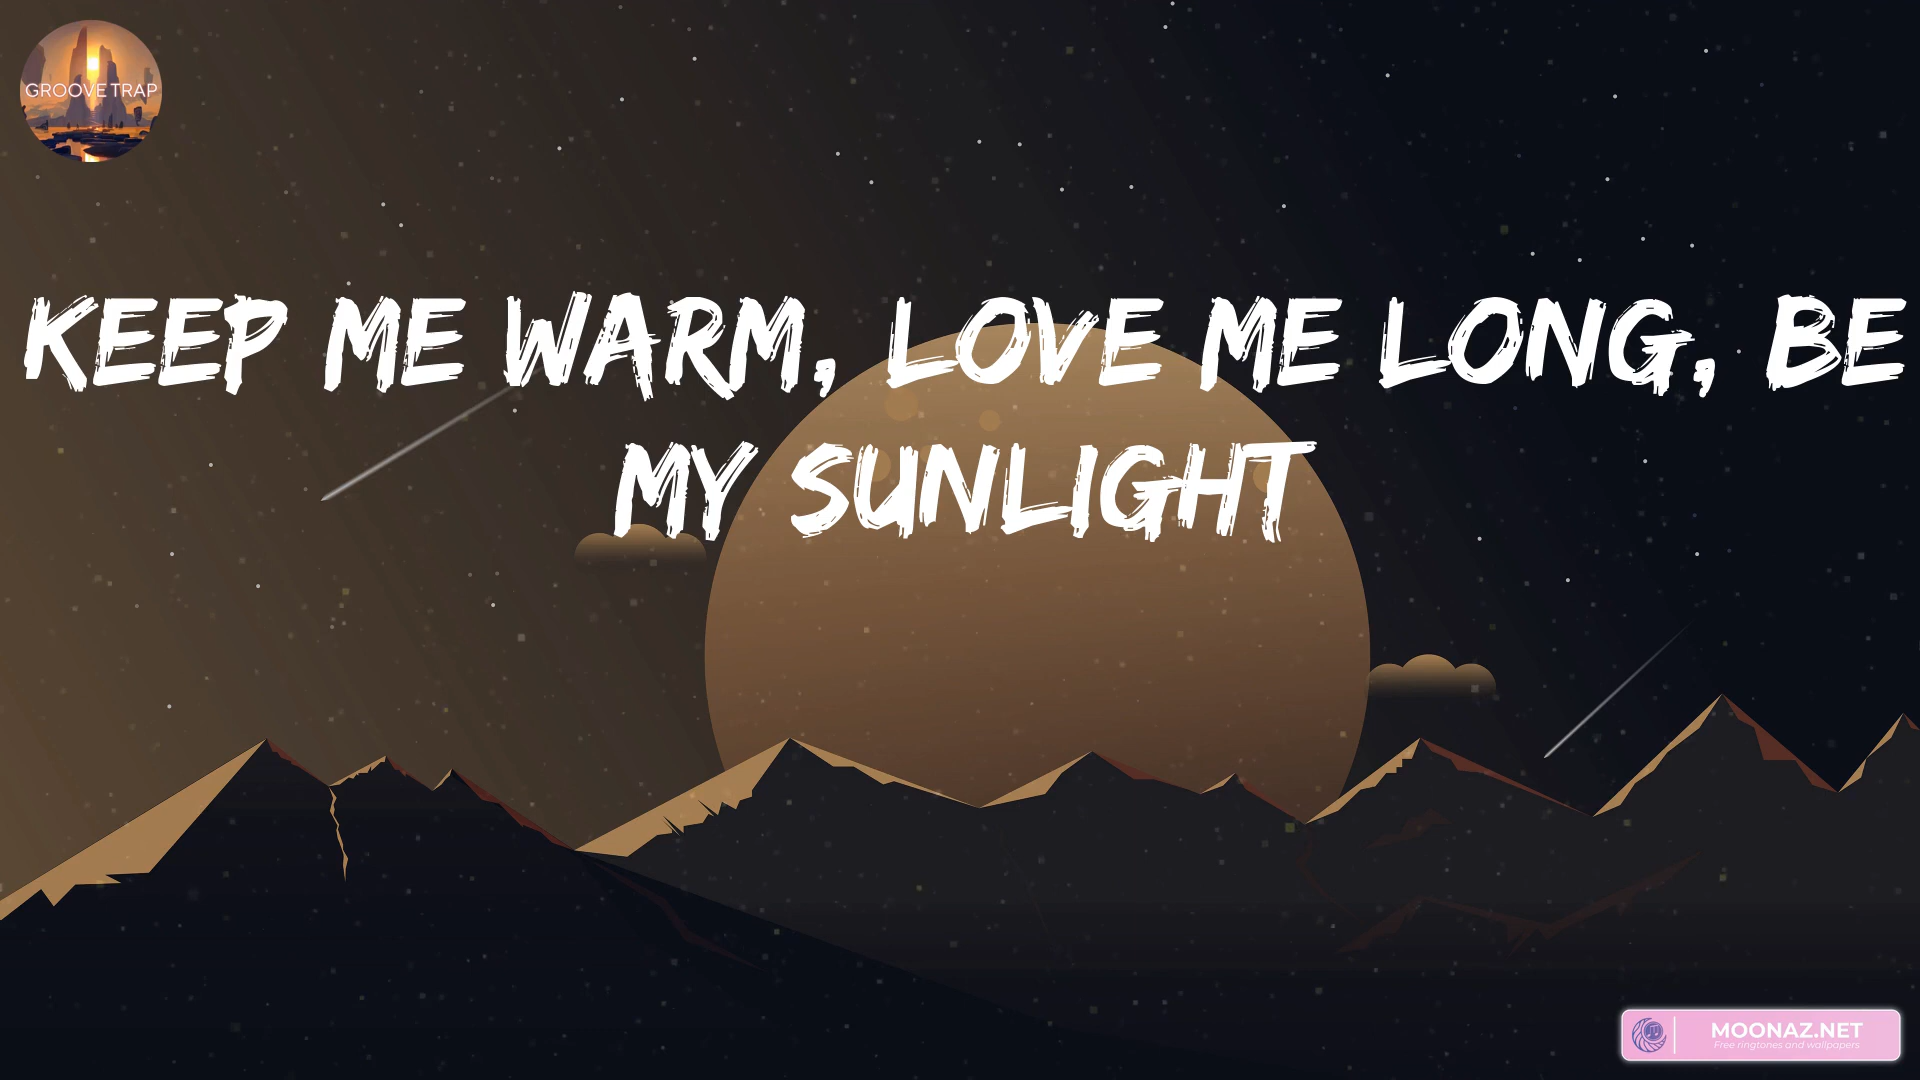 GROOVE TRAP
KEEP ME WARM, LOVE ME LONG, BE
MY SUNLIGHT
MOONAZ.NET
Free ringtones and wallpapers